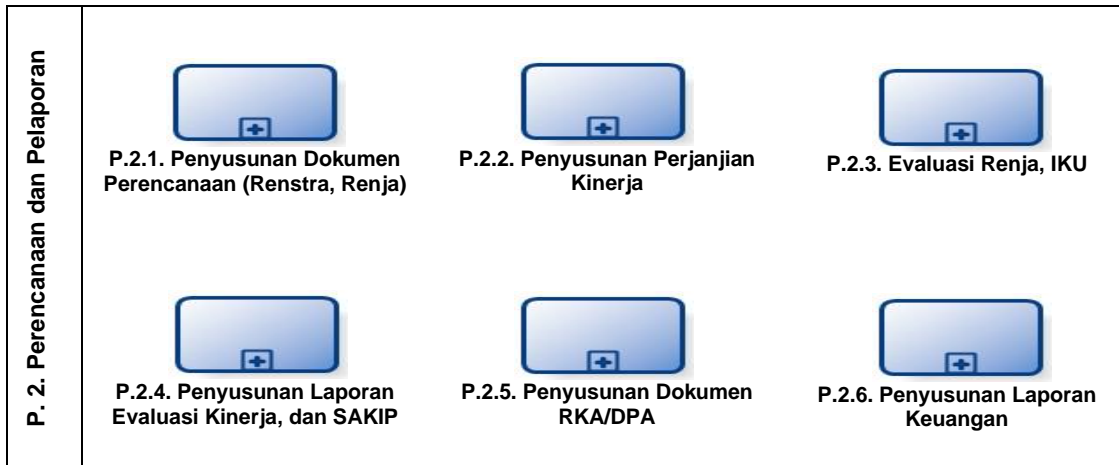 P. 2. Perencanaan dan Pelaporan
P.2.1. Penyusunan Dokumen
Perencanaan (Renstra, Renja)
P.2.2. Penyusunan Perjanjian
Kinerja
P.2.3. Evaluasi Renja, IKU
P.2.4. Penyusunan Laporan
Evaluasi Kinerja, dan SAKIP
P.2.5. Penyusunan Dokumen
RKA/DPA
P.2.6. Penyusunan Laporan
Keuangan